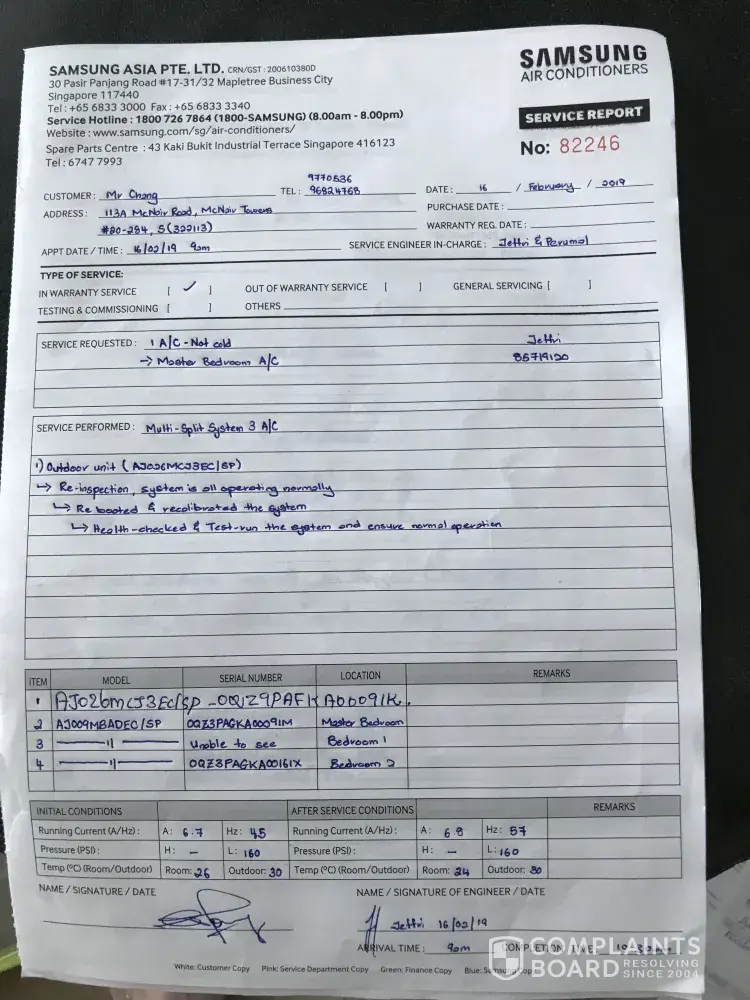 SAMSUNG ASIA PTE. LTD. CRN/GST : 200610380D
30 Pasir Panjang Road #17-31/32 Mapletree Business City
Singapore 117440
Tel : +65 6833 3000 Fax : +65 6833 3340
Service Hotline : 1800 726 7864 (1800-SAMSUNG) (8.00am - 8.00pm)
Website : www.samsung.com/sg/air-conditioners/
Spare Parts Centre : 43 Kaki Bukit Industrial Terrace Singapore 416123
Tel : 6747 7993
SAMSUNG
AIR CONDITIONERS
SERVICE REPORT
No: 82246
9770536
CUSTOMER : Mr Chang TEL : 96824768 DATE : 16 / February / 2019
ADDRESS : 113A McNair Road, McNair Towers PURCHASE DATE :
#20-284, S(322113) WARRANTY REG. DATE :
APPT DATE / TIME : 16/02/19 9am SERVICE ENGINEER IN-CHARGE : Jeffri & Perumal
TYPE OF SERVICE:
IN WARRANTY SERVICE [ ✓ ] OUT OF WARRANTY SERVICE [ ] GENERAL SERVICING [ ]
TESTING & COMMISSIONING [ ] OTHERS
SERVICE REQUESTED : 1 A/C - Not cold Jeffri
→ Master Bedroom A/C 85719120
SERVICE PERFORMED : Multi-Split System 3 A/C
1) Outdoor unit (AJ026MCJ3EC/SP)
↳ Re-inspection, system is all operating normally
↳ Re booted & recalibrated the system
↳ Health-checked & Test-run the system and ensure normal operation
ITEM MODEL SERIAL NUMBER LOCATION REMARKS
1 AJ026MCJ3EC/SP - 0QJZ9PAFKA00091K.
2 AJ009MBADEC/SP 0QZ3PAGKA00091M Master Bedroom
3 — 11 — Unable to see Bedroom 1
4 — 11 — 0QZ3PAGKA00161X Bedroom 2
INITIAL CONDITIONS AFTER SERVICE CONDITIONS REMARKS
Running Current (A/Hz) : A: 6.7 Hz: 45 Running Current (A/Hz) : A: 6.8 Hz: 57
Pressure (PSI) : H: - L: 160 Pressure (PSI) : H: - L: 160
Temp (°C) (Room/Outdoor) Room: 26 Outdoor: 30 Temp (°C) (Room/Outdoor) Room: 24 Outdoor: 30
NAME / SIGNATURE / DATE NAME / SIGNATURE OF ENGINEER / DATE
Jeffri 16/02/19
ARRIVAL TIME : 9am COMPLETION TIME :
White: Customer Copy Pink: Service Department Copy Green: Finance Copy Blue: Samsung Copy
COMPLAINTS
BOARD RESOLVING
SINCE 2004